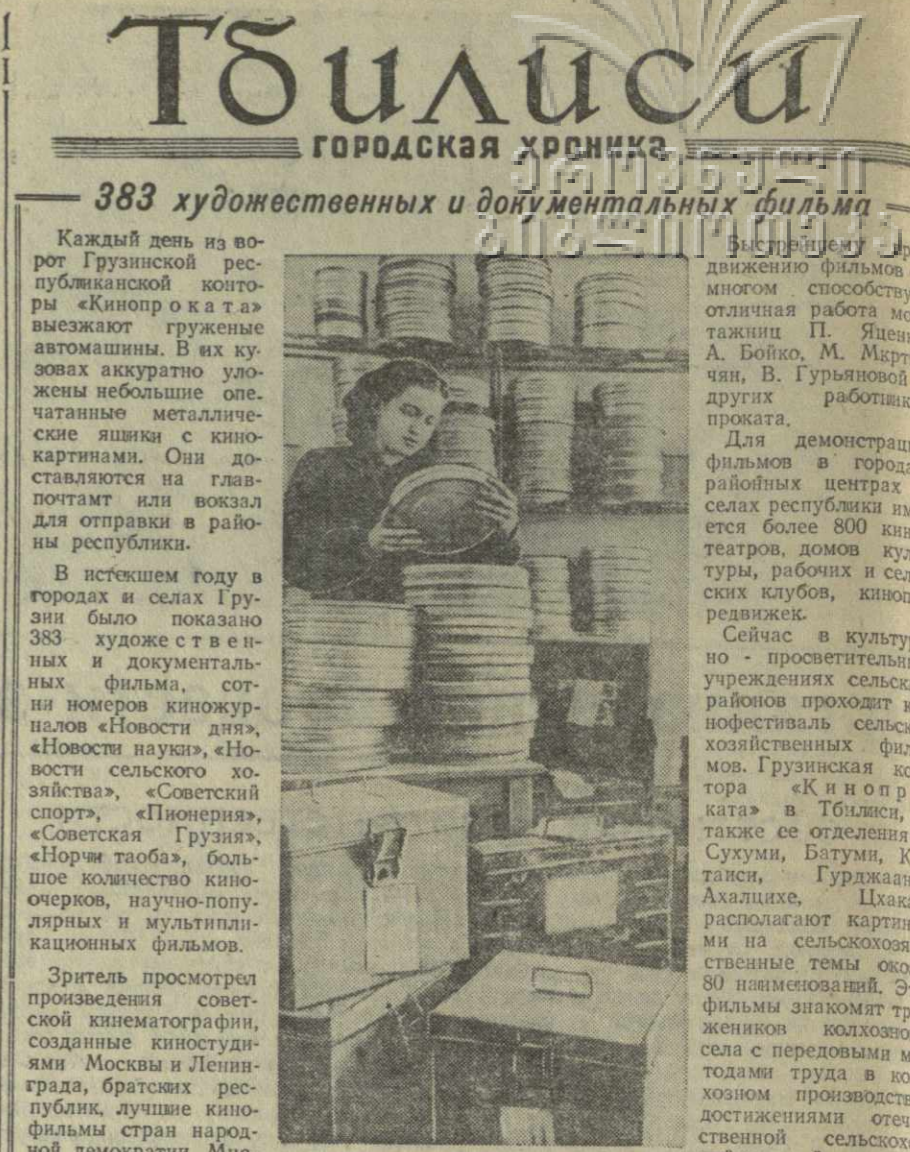 Тбилиси
ГОРОДСКАЯ ХРОНИКА
ეროვნული
ბიბლიოთეკა
383 художественных и документальных фильма
Каждый день из во-
рот Грузинской рес-
публиканской конто-
ры «Кинопроката»
выезжают груженые
автомашины. В их ку-
зовах аккуратно уло-
жены небольшие опе-
чатанные металличе-
ские ящики с кино-
картинами. Они до-
ставляются на глав-
почтамт или вокзал
для отправки в райо-
ны республики.
В истекшем году в
городах и селах Гру-
зии было показано
383 художествен-
ных и документаль-
ных фильма, сот-
ни номеров киножур-
налов «Новости дня»,
«Новости науки», «Но-
вости сельского хо-
зяйства», «Советский
спорт», «Пионерия»,
«Советская Грузия»,
«Норчи таоба», боль-
шое количество кино-
очерков, научно-попу-
лярных и мультипли-
кационных фильмов.
Зритель просмотрел
произведения совет-
ской кинематографии,
созданные киностуди-
ями Москвы и Ленин-
града, братских рес-
публик, лучшие кино-
фильмы стран народ-
ной демократии.
Быстрейшему
движению фильмов
многом способству
отличная работа мо
тажниц П. Яцен
А. Бойко, М. Мкрт
чян, В. Гурьяновой
других работник
проката.
Для демонстрац
фильмов в города
районных центрах
селах республики им
ется более 800 кин
театров, домов кул
туры, рабочих и сел
ских клубов, киноп
редвижек.
Сейчас в культур
но - просветительн
учреждениях сельск
районов проходит к
нофестиваль сельск
хозяйственных фил
мов. Грузинская ко
тора «Кинопр
ката» в Тбилиси,
также ее отделения
Сухуми, Батуми, К
таиси, Гурджаан
Ахалцихе, Цхака
располагают картин
ми на сельскохозя
ственные темы око
80 наименований. Э
фильмы знакомят тр
жеников колхозно
села с передовыми м
тодами труда в ко
хозном производств
достижениями отеч
ственной сельскох